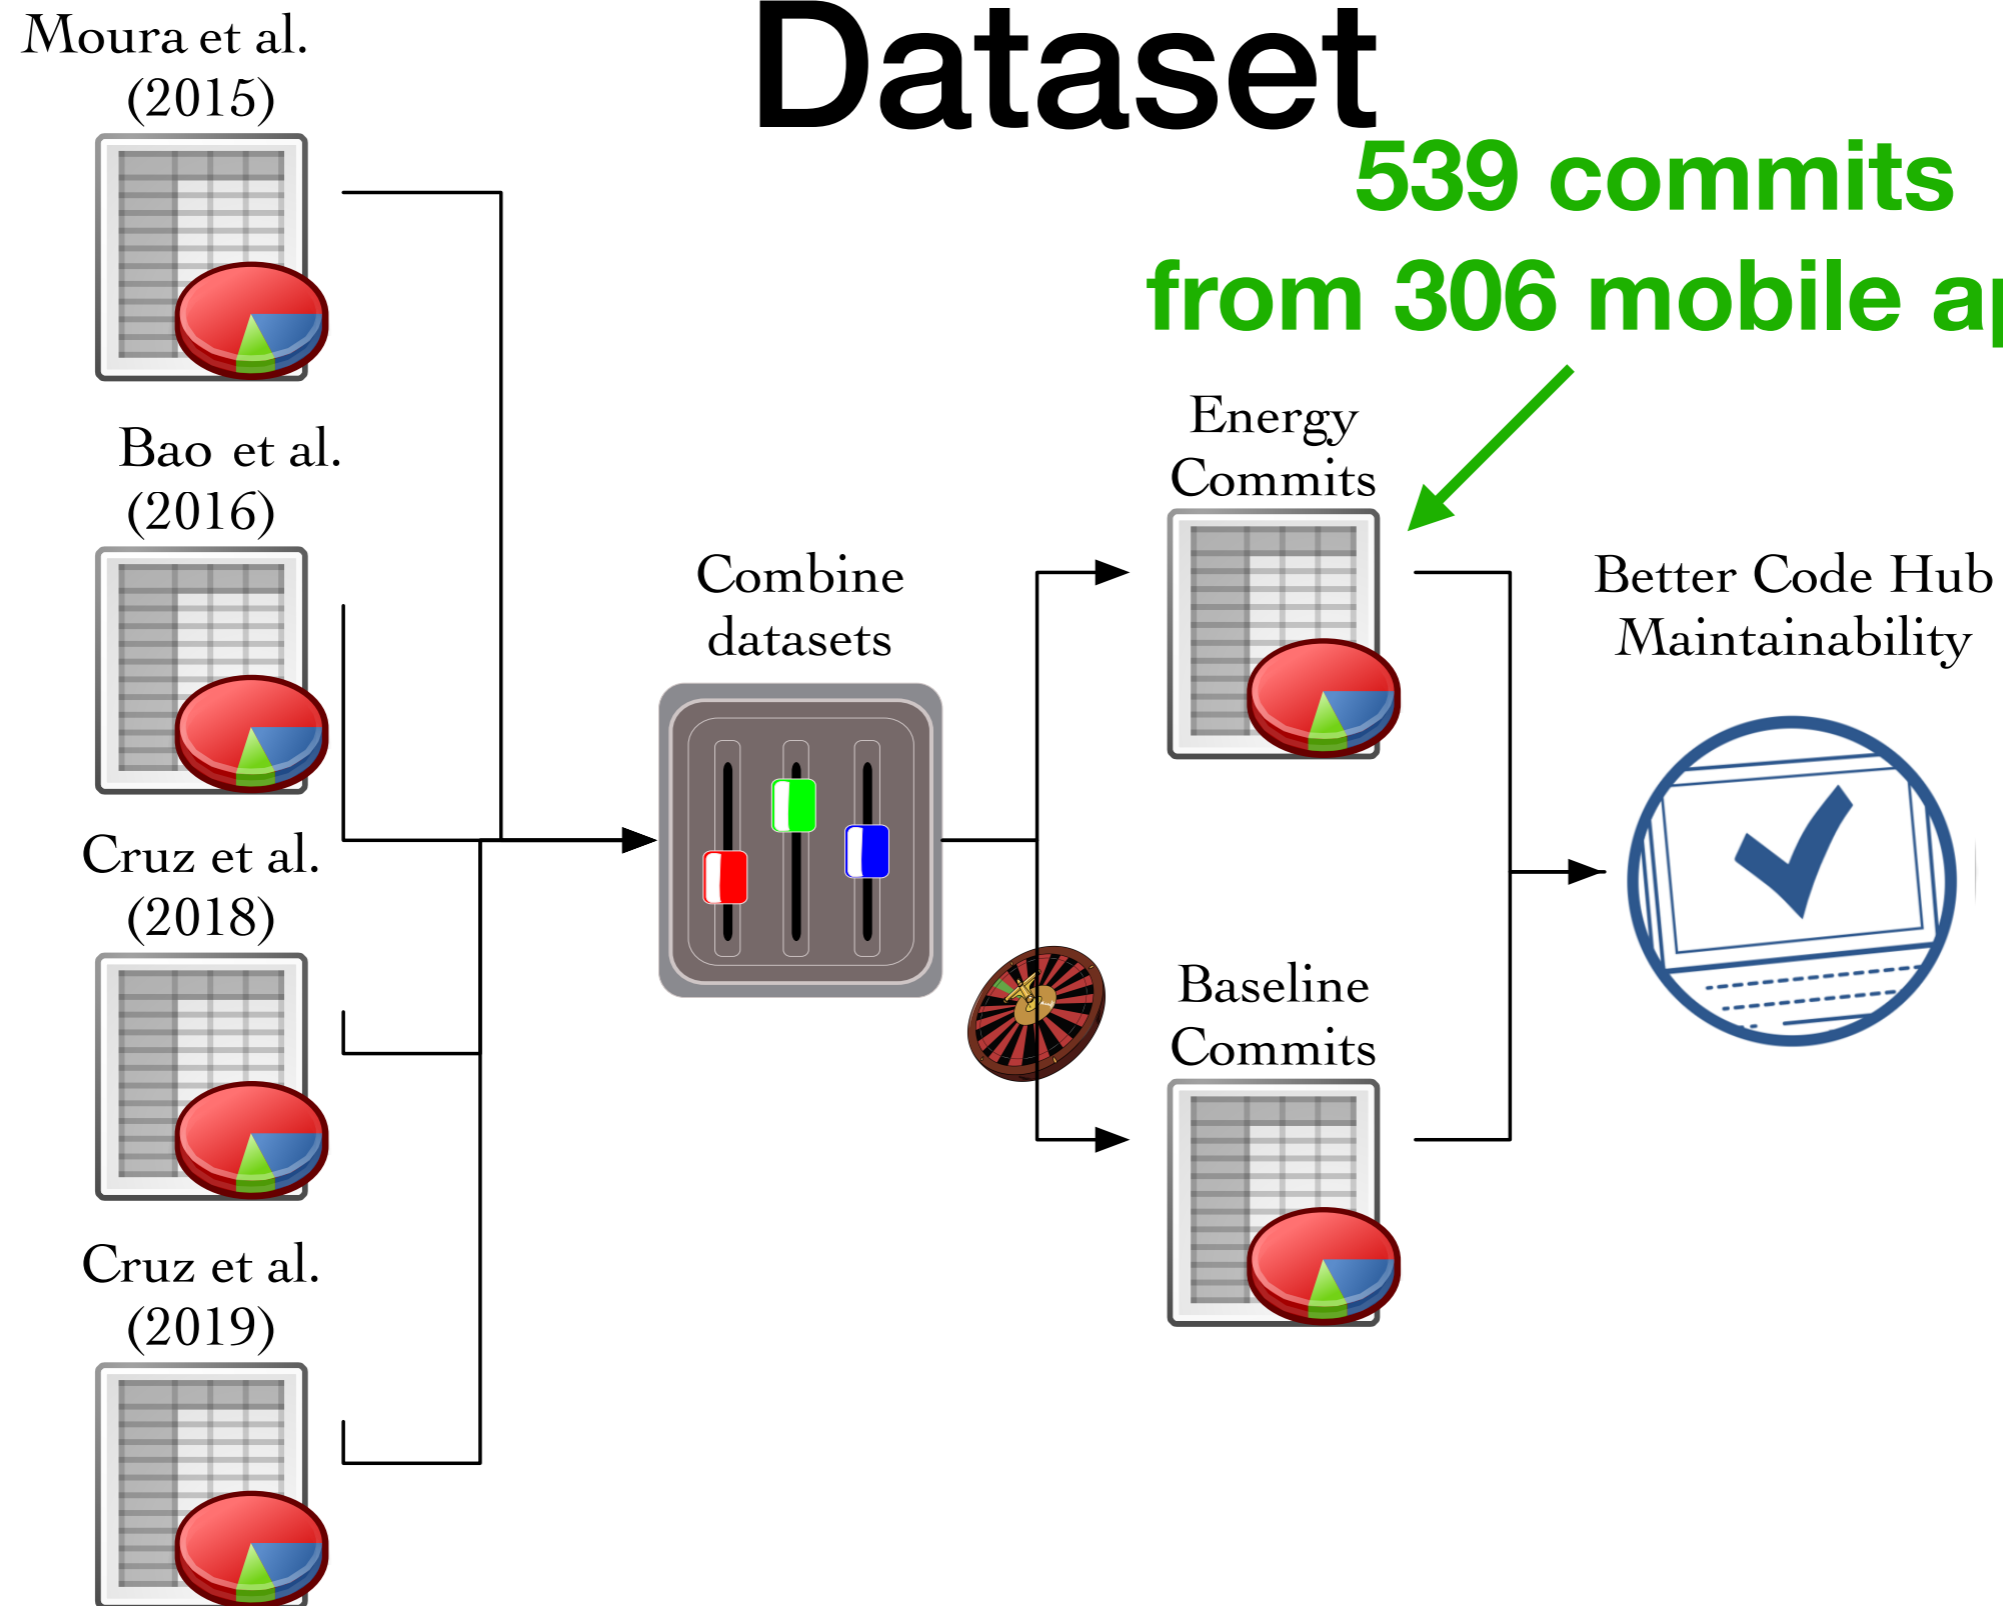 Dataset
539 commits
from 306 mobile
Moura et al.
(2015)
Bao et al.
(2016)
Cruz et al.
(2018)
Cruz et al.
(2019)
Combine
datasets
Energy
Commits
Baseline
Commits
Better Code Hub
Maintainability